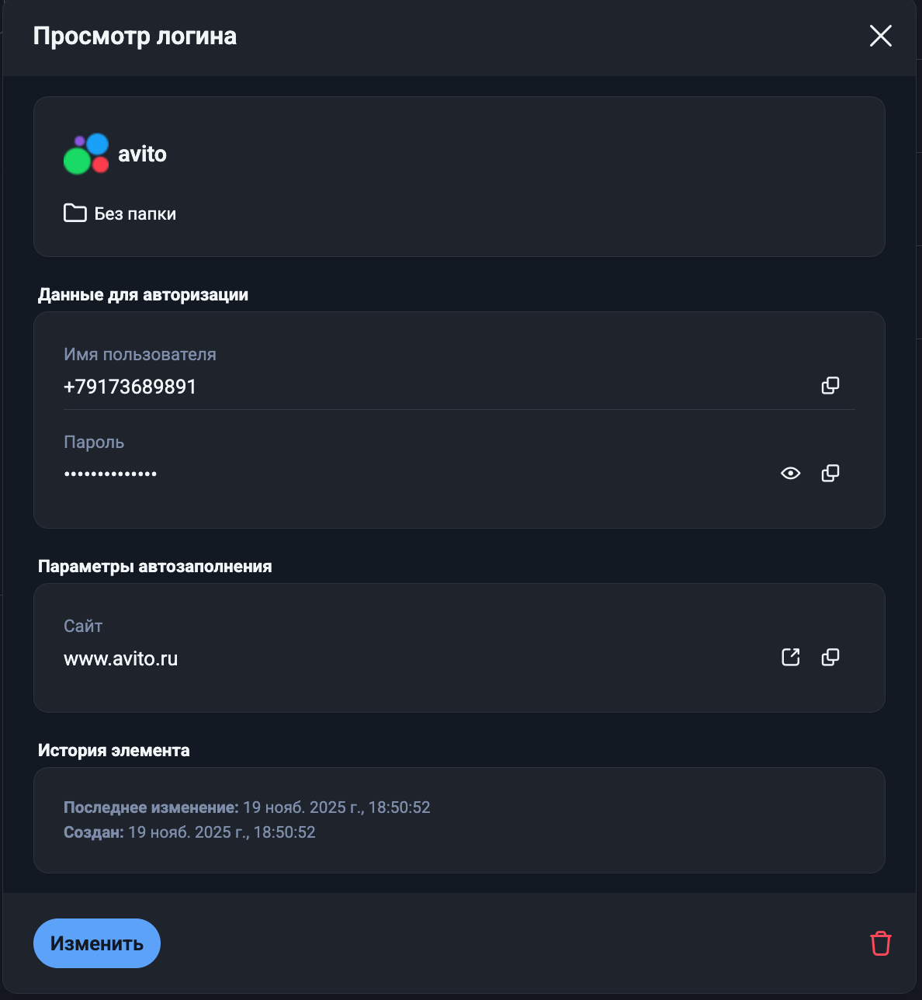 Просмотр логина
avito
Без папки
Данные для авторизации
Имя пользователя
+79173689891
Пароль
••••••••••••••
Параметры автозаполнения
Сайт
www.avito.ru
История элемента
Последнее изменение: 19 нояб. 2025 г., 18:50:52
Создан: 19 нояб. 2025 г., 18:50:52
Изменить